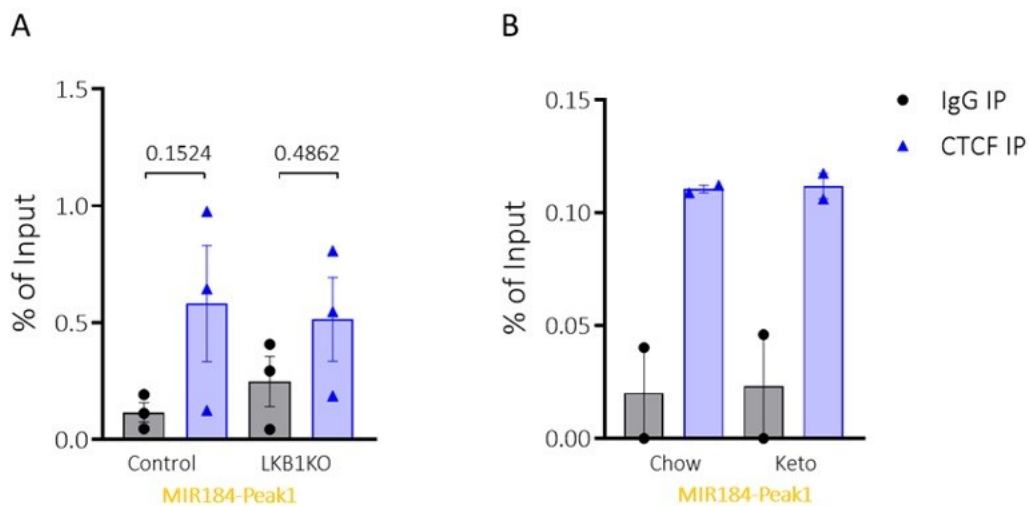 A
% of Input
1.5
1.0
0.5
0.0
0.1524
0.4862
Control
LKB1KO
MIR184-Peak1
B
% of Input
0.15
0.10
0.05
0.00
Chow
Keto
MIR184-Peak1
IgG IP
CTCF IP